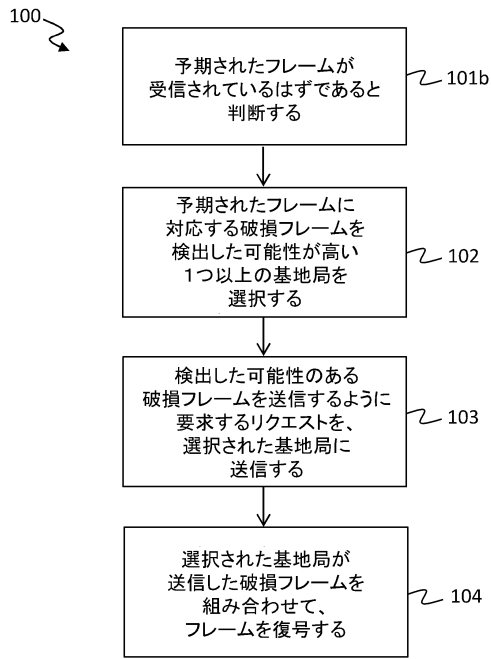 100
予期されたフレームが
受信されているはずであると
判断する
101b
予期されたフレームに
対応する破損フレームを
検出した可能性が高い
1つ以上の基地局を
選択する
102
検出した可能性のある
破損フレームを送信するように
要求するリクエストを、
選択された基地局に
送信する
103
選択された基地局が
送信した破損フレームを
組み合わせて、
フレームを復号する
104